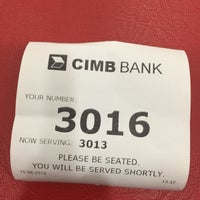 CIMB BANK
YOUR NUMBER:
3016
NOW SERVING: 3013
PLEASE BE SEATED.
YOU WILL BE SERVED SHORTLY.